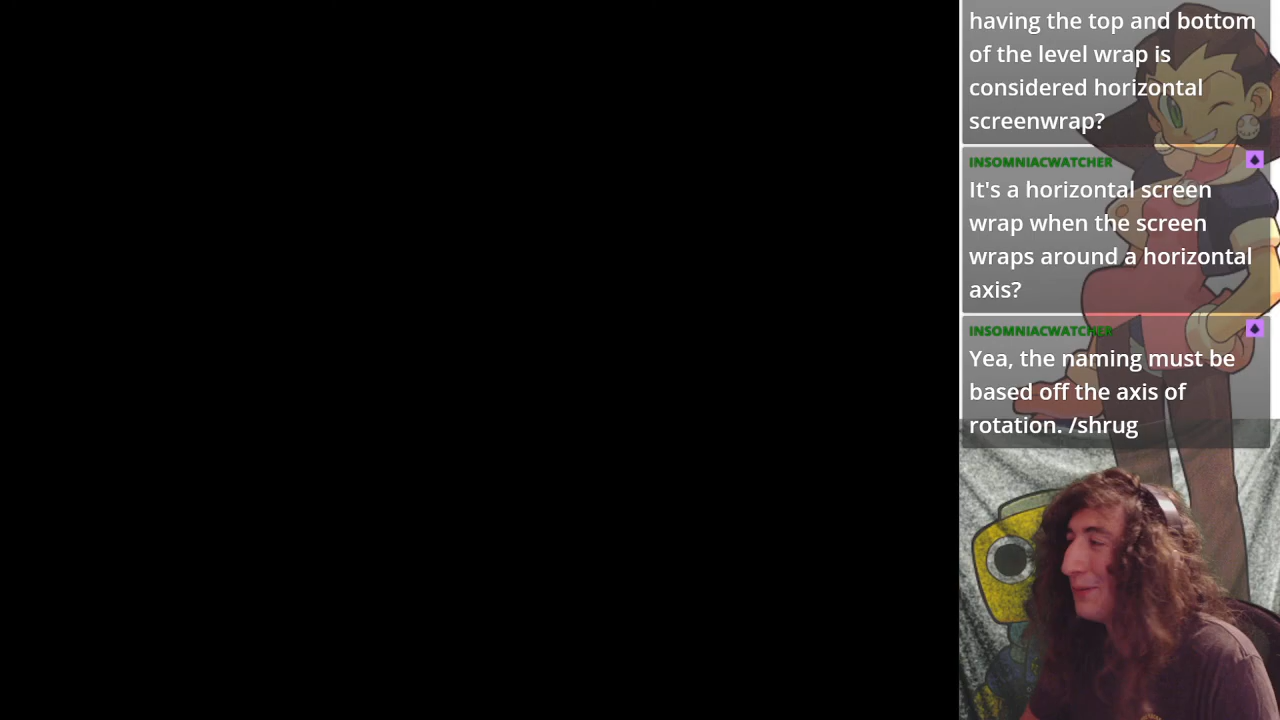 having the top and bottom
of the level wrap is
considered horizontal
screenwrap?
INSOMNIACWATCHER
It's a horizontal screen
wrap when the screen
wraps around a horizontal
axis?
INSOMNIACWATCHER
Yea, the naming must be
based off the axis of
rotation. /shrug